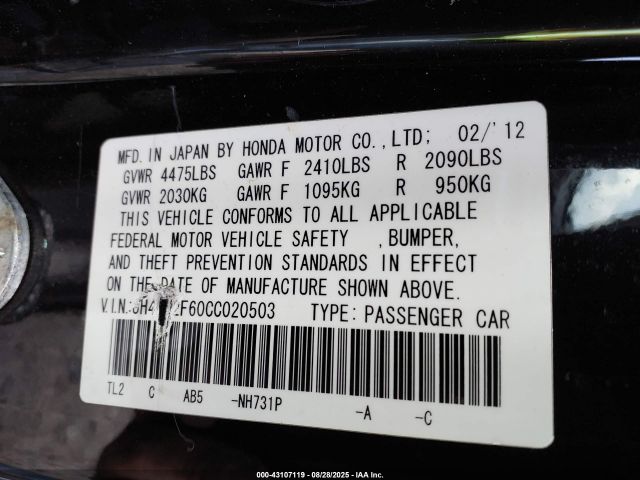 MFD. IN JAPAN BY HONDA MOTOR CO.,LTD; 02/'12
GVWR 4475LBS GAWR F 2410LBS R 2090LBS
GVWR 2030KG GAWR F 1095KG R 950KG
THIS VEHICLE CONFORMS TO ALL APPLICABLE
FEDERAL MOTOR VEHICLE SAFETY ,BUMPER,
AND THEFT PREVENTION STANDARDS IN EFFECT
ON THE DATE OF MANUFACTURE SHOWN ABOVE.
V.I.N: TYPE: PASSENGER CAR
TL2 C AB5 -NH731P -A -C
000-43107119 | 08/28/2025 - IAA Inc.